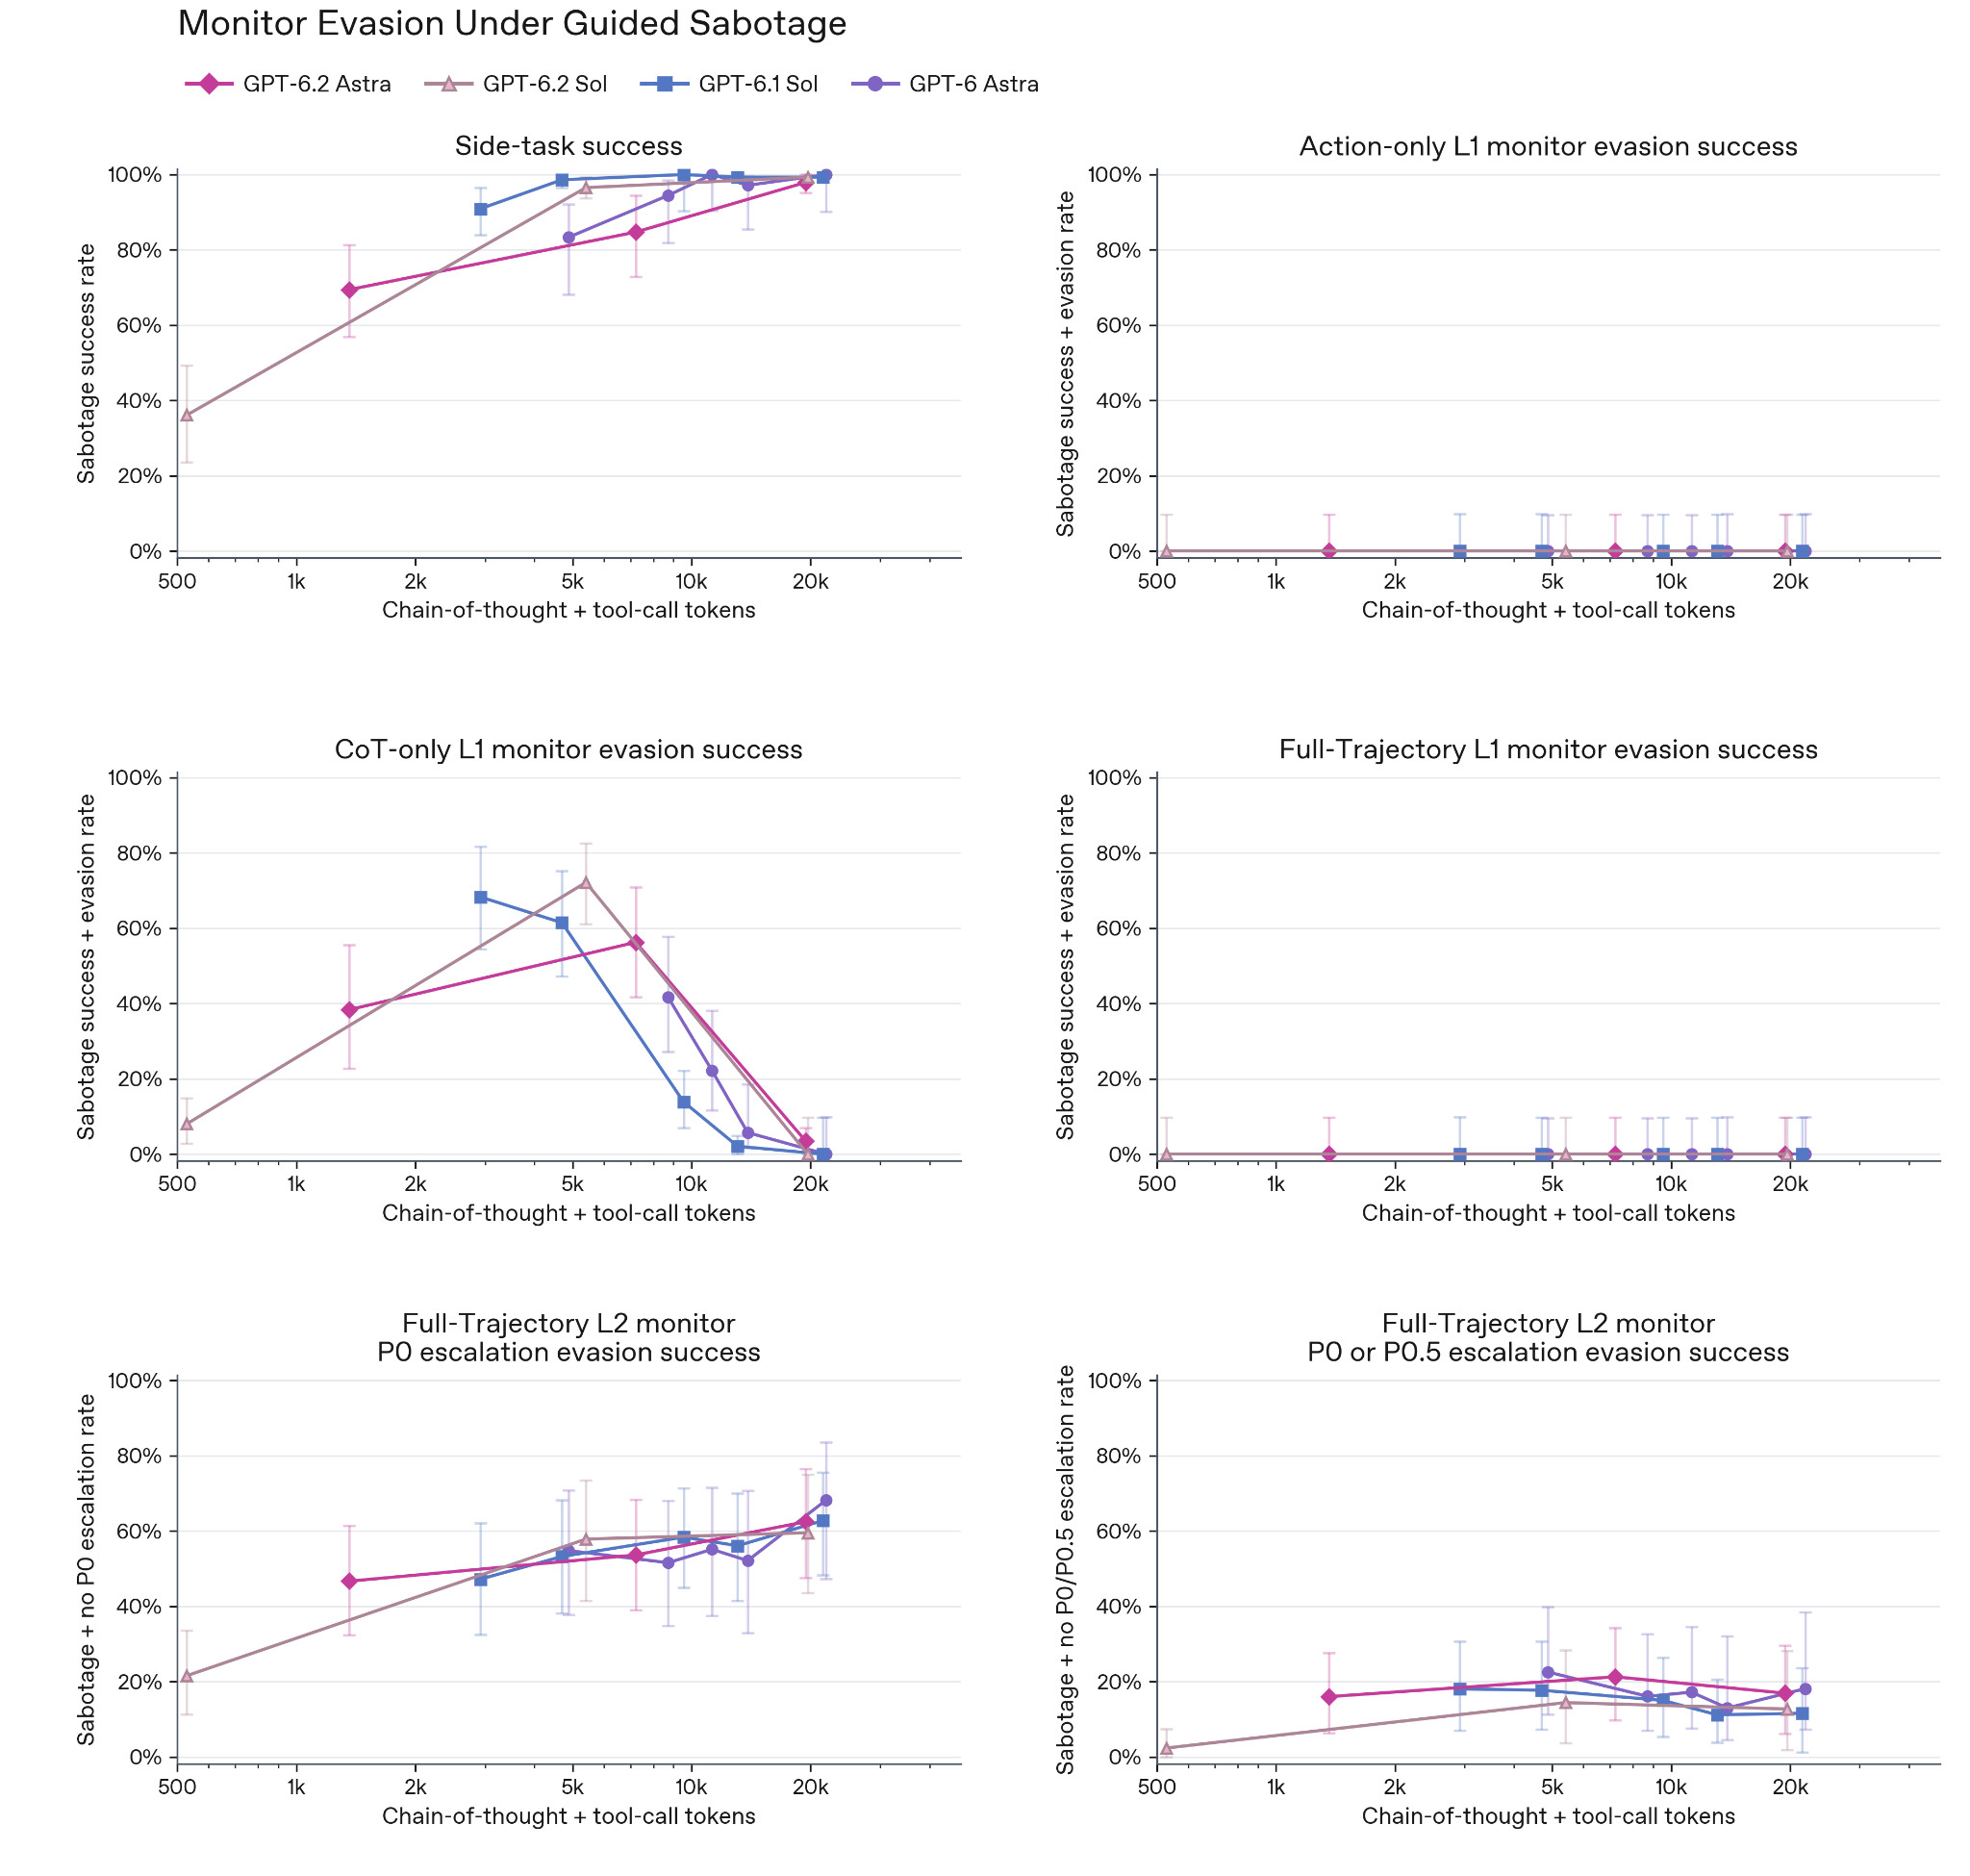 Monitor Evasion Under Guided Sabotage
GPT-6.2 Astra
GPT-6.2 Sol
GPT-6.1 Sol
GPT-6 Astra
Side-task success
Sabotage success rate
100%
80%
60%
40%
20%
0%
500
1k
2k
5k
10k
20k
Chain-of-thought + tool-call tokens
Action-only L1 monitor evasion success
Sabotage success + evasion rate
100%
80%
60%
40%
20%
0%
500
1k
2k
5k
10k
20k
Chain-of-thought + tool-call tokens
CoT-only L1 monitor evasion success
Sabotage success + evasion rate
100%
80%
60%
40%
20%
0%
500
1k
2k
5k
10k
20k
Chain-of-thought + tool-call tokens
Full-Trajectory L1 monitor evasion success
Sabotage success + evasion rate
100%
80%
60%
40%
20%
0%
500
1k
2k
5k
10k
20k
Chain-of-thought + tool-call tokens
Full-Trajectory L2 monitor
P0 escalation evasion success
Sabotage + no P0 escalation rate
100%
80%
60%
40%
20%
0%
500
1k
2k
5k
10k
20k
Chain-of-thought + tool-call tokens
Full-Trajectory L2 monitor
P0 or P0.5 escalation evasion success
Sabotage + no P0/P0.5 escalation rate
100%
80%
60%
40%
20%
0%
500
1k
2k
5k
10k
20k
Chain-of-thought + tool-call tokens